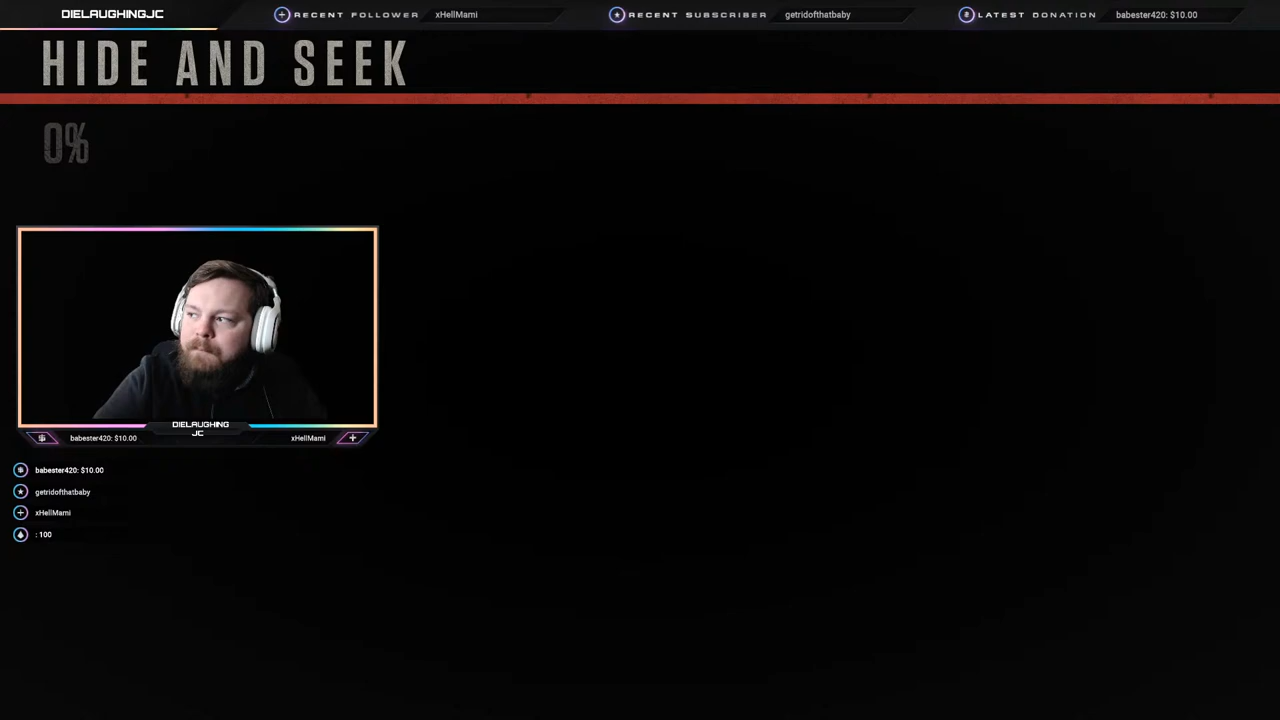 DIELAUGHINGJC
RECENT FOLLOWER xHellMami
RECENT SUBSCRIBER getridofthatbaby
LATEST DONATION babester420: $10.00
HIDE AND SEEK
0%
DIELAUGHING
JC
babester420: $10.00
xHellMami
babester420: $10.00
getridofthatbaby
xHellMami
: 100